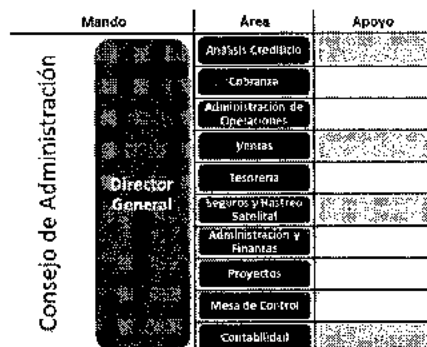 Mando Área Apoyo
Consejo de Administración
Director
General
Análisis Crediticio
Cobranza
Administración de
Operaciones
Ventas
Tesorería
Seguros y Rastreo
Satelital
Administración y
Finanzas
Proyectos
Mesa de Control
Contabilidad